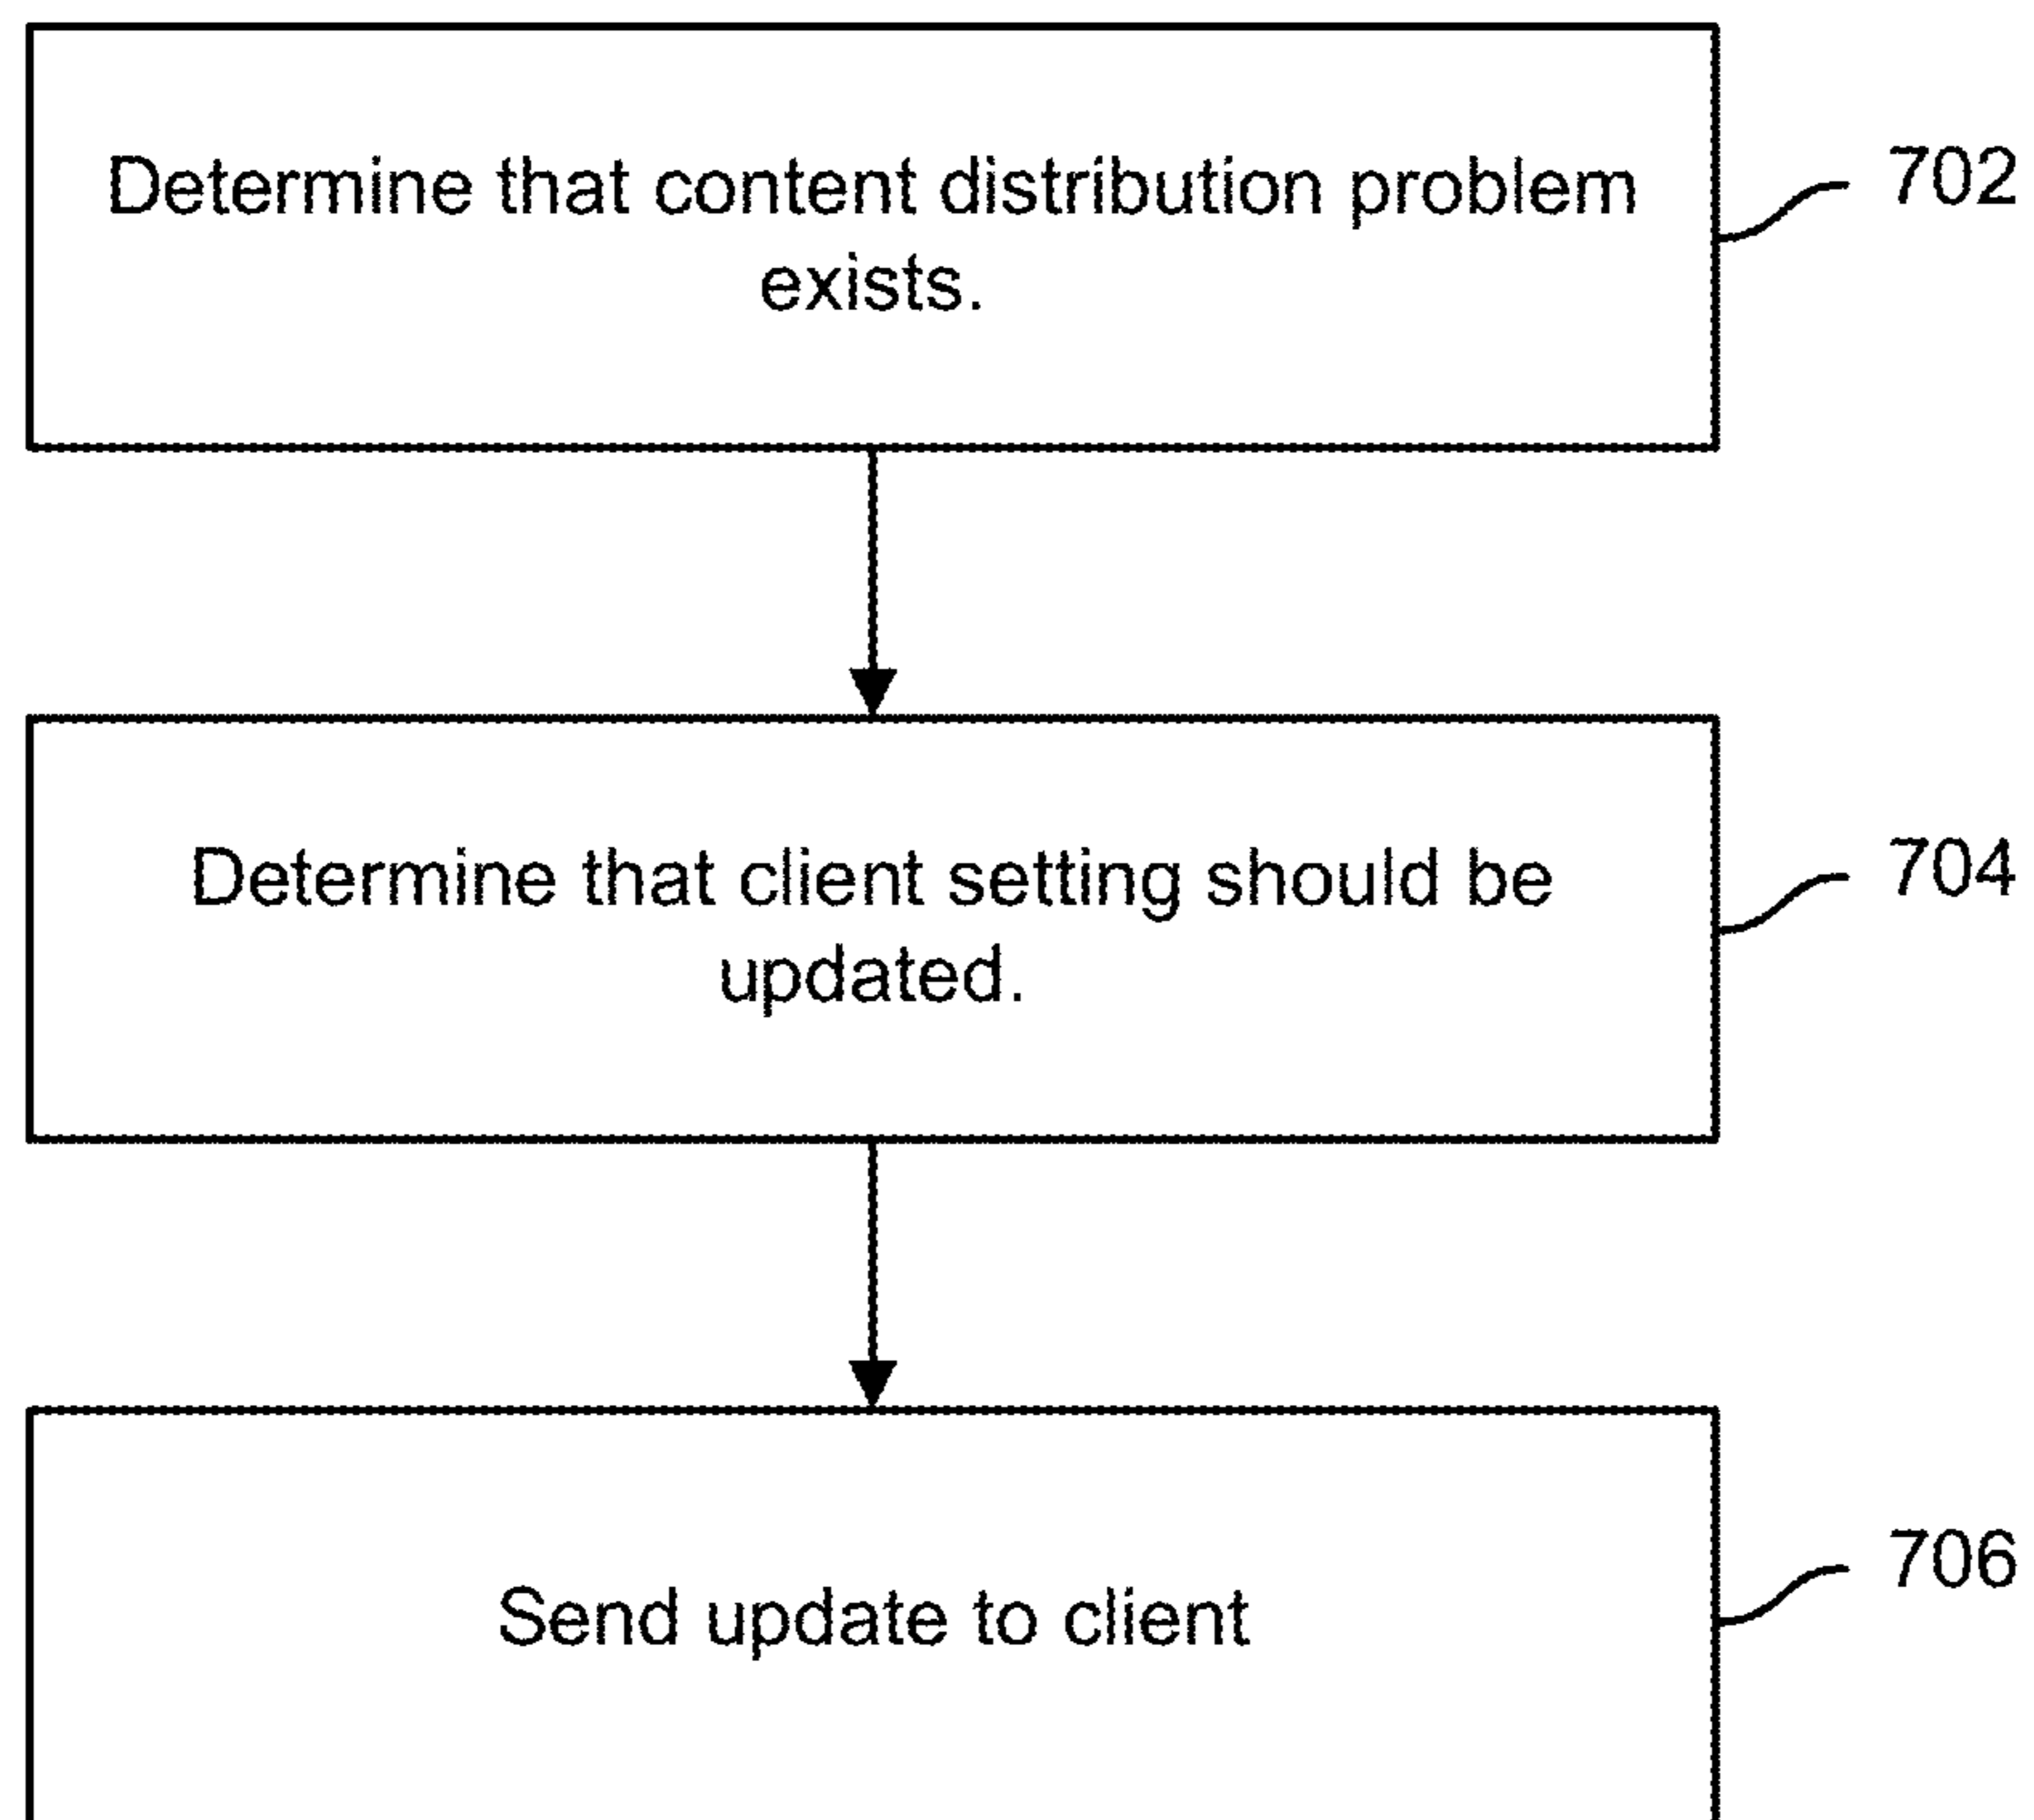 Determine that content distribution problem
exists.
702
Determine that client setting should be
updated.
704
Send update to client
706